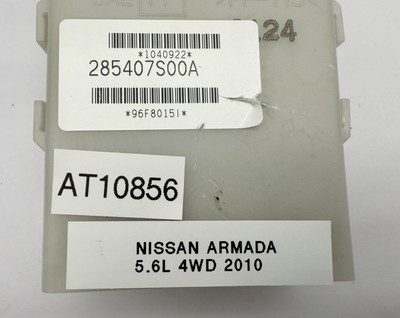 *1040922*
285407S00A
*96F8015I*
AT10856
NISSAN ARMADA
5.6L 4WD 2010